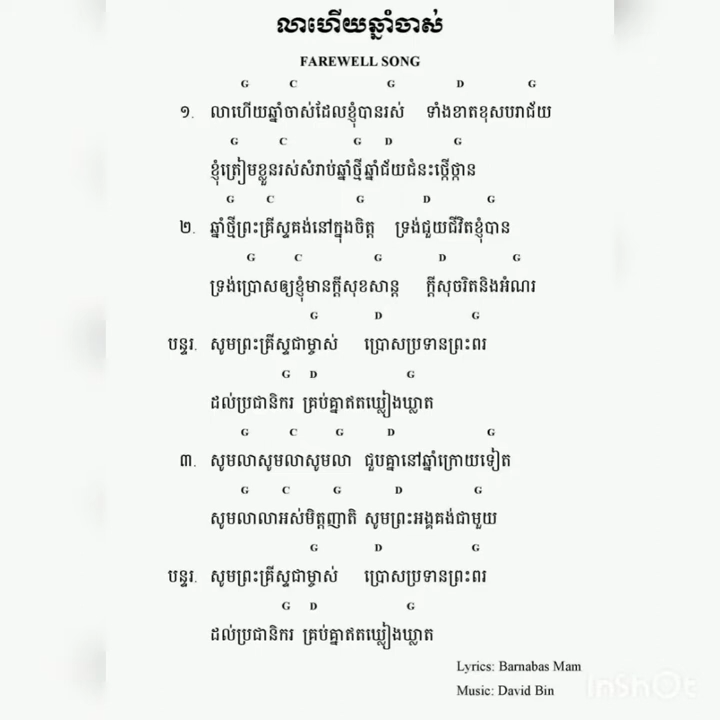 លាហើយឆ្នាំចាស់
FAREWELL SONG
G C G D G
១. លាហើយឆ្នាំចាស់ដែលខ្ញុំបានរស់ ទាំងខាតខុសបរាជ័យ
G C G D G
ខ្ញុំត្រៀមខ្លួនរស់សំរាប់ឆ្នាំថ្មី ឆ្នាំជ័យជំនះថ្កើថ្កាន
G C G D G
២. ឆ្នាំថ្មីព្រះគ្រីស្ទគង់នៅក្នុងចិត្ត ទ្រង់ជួយជីវិតខ្ញុំបាន
G C G D G
ទ្រង់ប្រោសឲ្យខ្ញុំមានក្តីសុខសាន្ត ក្តីសុចរិតនិងអំណរ
G D G
បន្ទរ. សូមព្រះគ្រីស្ទជាម្ចាស់ ប្រោសប្រទានព្រះពរ
G D G
ដល់ប្រជានិករ គ្រប់គ្នាឥតឃ្លៀងឃ្លាត
G C G D G
៣. សូមលាសូមលាសូមលា ជួបគ្នានៅឆ្នាំក្រោយទៀត
G C G D G
សូមលាលាអស់មិត្តញាតិ សូមព្រះអង្គគង់ជាមួយ
G D G
បន្ទរ. សូមព្រះគ្រីស្ទជាម្ចាស់ ប្រោសប្រទានព្រះពរ
G D G
ដល់ប្រជានិករ គ្រប់គ្នាឥតឃ្លៀងឃ្លាត
Lyrics: Barnabas Mam
Music: David Bin
InShOt